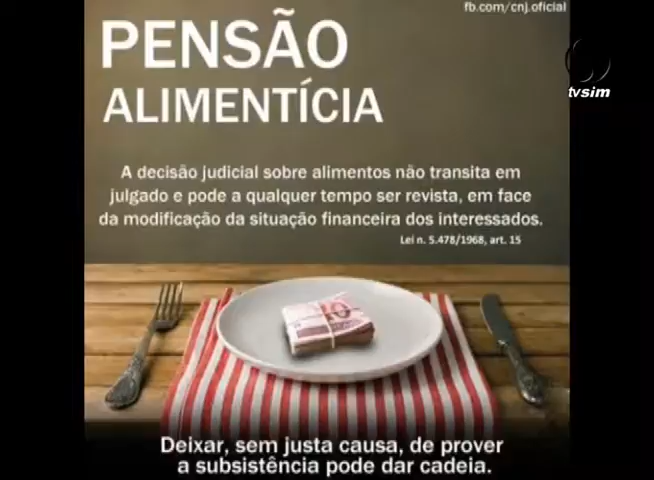 fb.com/cnj.oficial
PENSÃO
ALIMENTÍCIA
tvsim
A decisão judicial sobre alimentos não transita em
julgado e pode a qualquer tempo ser revista, em face
da modificação da situação financeira dos interessados.
Lei n. 5.478/1968, art. 15
10
Deixar, sem justa causa, de prover
a subsistência pode dar cadeia.